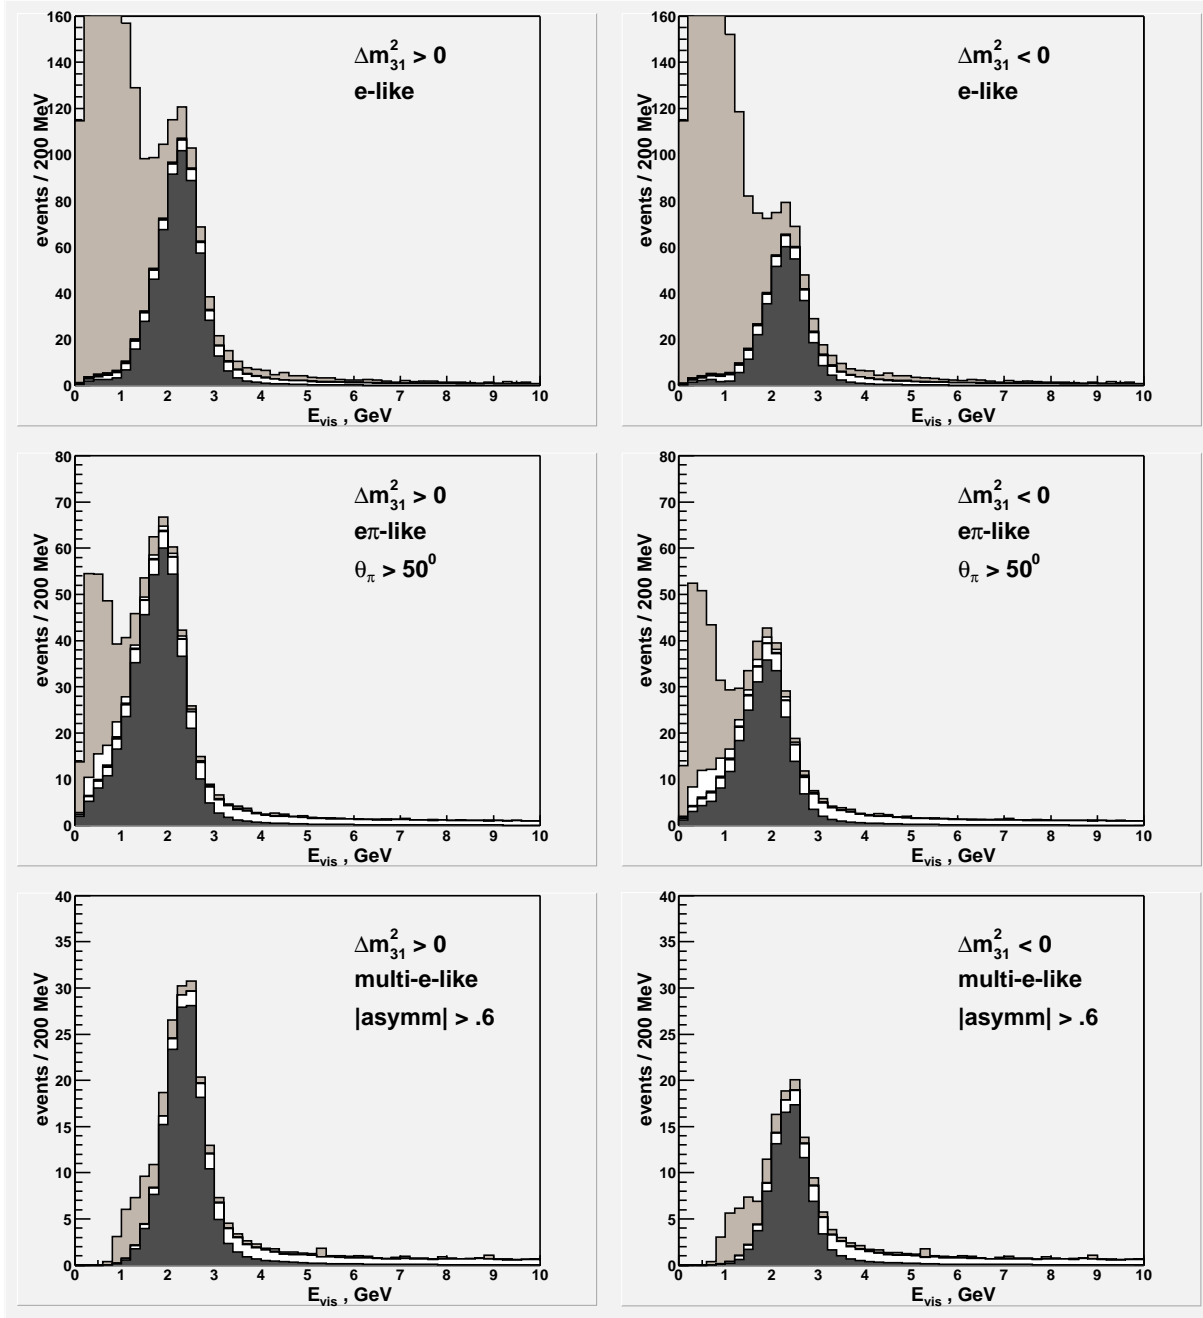 events / 200 MeV
160
140
120
100
80
60
40
20
0
Δm²₃₁ > 0
e-like
0 1 2 3 4 5 6 7 8 9 10
E_vis , GeV
events / 200 MeV
160
140
120
100
80
60
40
20
0
Δm²₃₁ < 0
e-like
0 1 2 3 4 5 6 7 8 9 10
E_vis , GeV
events / 200 MeV
80
70
60
50
40
30
20
10
0
Δm²₃₁ > 0
eπ-like
θ_π > 50⁰
0 1 2 3 4 5 6 7 8 9 10
E_vis , GeV
events / 200 MeV
80
70
60
50
40
30
20
10
0
Δm²₃₁ < 0
eπ-like
θ_π > 50⁰
0 1 2 3 4 5 6 7 8 9 10
E_vis , GeV
events / 200 MeV
40
35
30
25
20
15
10
5
0
Δm²₃₁ > 0
multi-e-like
|asymm| > .6
0 1 2 3 4 5 6 7 8 9 10
E_vis , GeV
events / 200 MeV
40
35
30
25
20
15
10
5
0
Δm²₃₁ < 0
multi-e-like
|asymm| > .6
0 1 2 3 4 5 6 7 8 9 10
E_vis , GeV